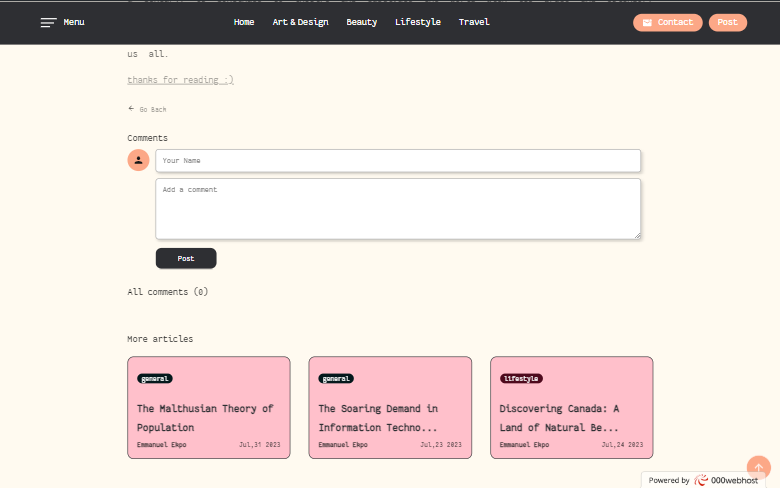 Menu
Home Art & Design Beauty Lifestyle Travel
Contact
Post
us all.
thanks for reading :)
← Go Back
Comments
Your Name
Add a comment
Post
All comments (0)
More articles
general
The Malthusian Theory of
Population
Emmanuel Ekpo Jul,31 2023
general
The Soaring Demand in
Information Techno...
Emmanuel Ekpo Jul,23 2023
lifestyle
Discovering Canada: A
Land of Natural Be...
Emmanuel Ekpo Jul,24 2023
Powered by 000webhost